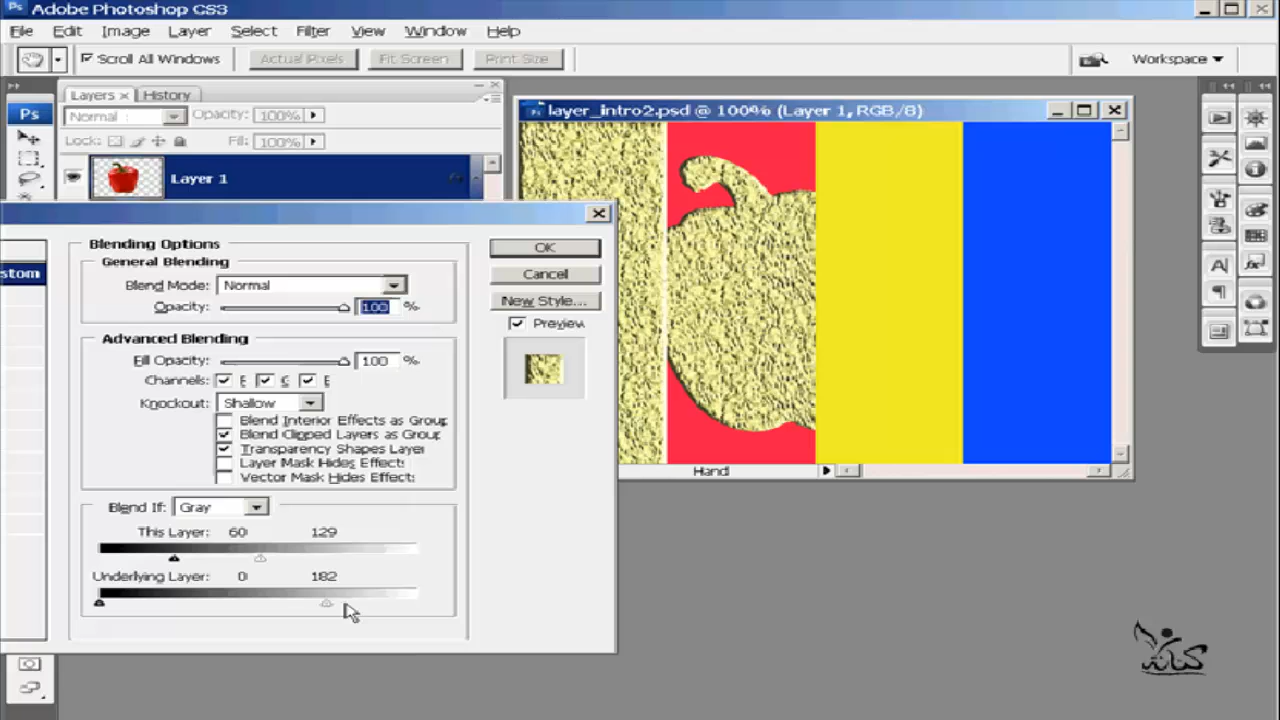 Adobe Photoshop CS3
File Edit Image Layer Select Filter View Window Help
Scroll All Windows Actual Pixels Fit Screen Print Size Workspace
Layers × History
Normal Opacity: 100%
Lock: Fill: 100%
Layer 1
layer_intro2.psd @ 100% (Layer 1, RGB/8)
Ps
stom
Blending Options
General Blending
Blend Mode: Normal
Opacity: 100 %
Advanced Blending
Fill Opacity: 100 %
Channels:
Knockout: Shallow
Blend Interior Effects as Group
Blend Clipped Layers as Group
Transparency Shapes Layer
Layer Mask Hides Effects
Vector Mask Hides Effects
Blend If: Gray
This Layer: 60 129
Underlying Layer: 0 182
OK
Cancel
New Style...
Preview
Hand